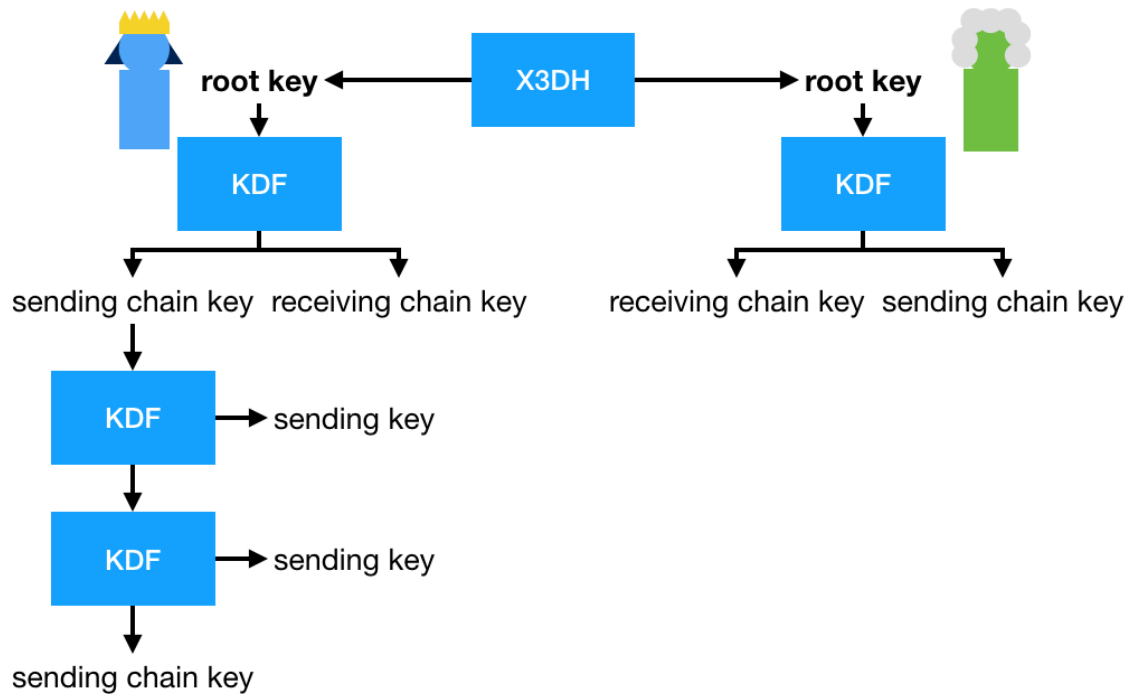 root key
X3DH
root key
KDF
KDF
sending chain key
receiving chain key
receiving chain key
sending chain key
KDF
sending key
KDF
sending key
sending chain key